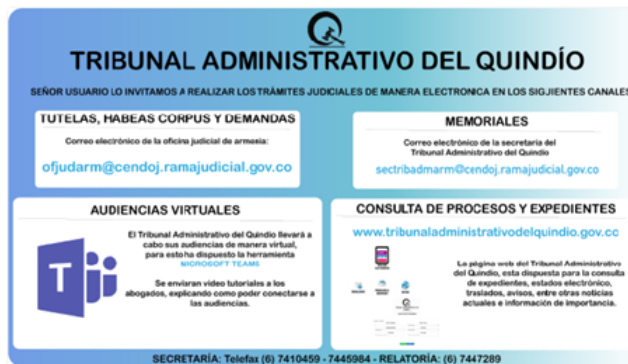 TRIBUNAL ADMINISTRATIVO DEL QUINDÍO
SEÑOR USUARIO LO INVITAMOS A REALIZAR LOS TRÁMITES JUDICIALES DE MANERA ELECTRONICA EN LOS SIGUIENTES CANALES
TUTELAS, HABEAS CORPUS Y DEMANDAS
Correo electrónico de la oficina judicial de armenia:
ofjudarm@cendoj.ramajudicial.gov.co
MEMORIALES
Correo electrónico de la secretaria del
Tribunal Administrativo del Quindío
sectribadmarm@cendoj.ramajudicial.gov.co
AUDIENCIAS VIRTUALES
El Tribunal Administrativo del Quindío llevará a
cabo sus audiencias de manera virtual,
para esto ha dispuesto la herramienta
MICROSOFT TEAMS
Se enviaran video tutoriales a los
abogados, explicando como poder conectarse a
las audiencias.
CONSULTA DE PROCESOS Y EXPEDIENTES
www.tribunaladministrativodelquindio.gov.co
La página web del Tribunal Administrativo
del Quindío, esta dispuesta para la consulta
de expedientes, estados electrónico,
traslados, avisos, entre otras noticias
actuales e información de importancia.
SECRETARÍA: Telefax (6) 7410459 - 7445984 - RELATORÍA: (6) 7447289